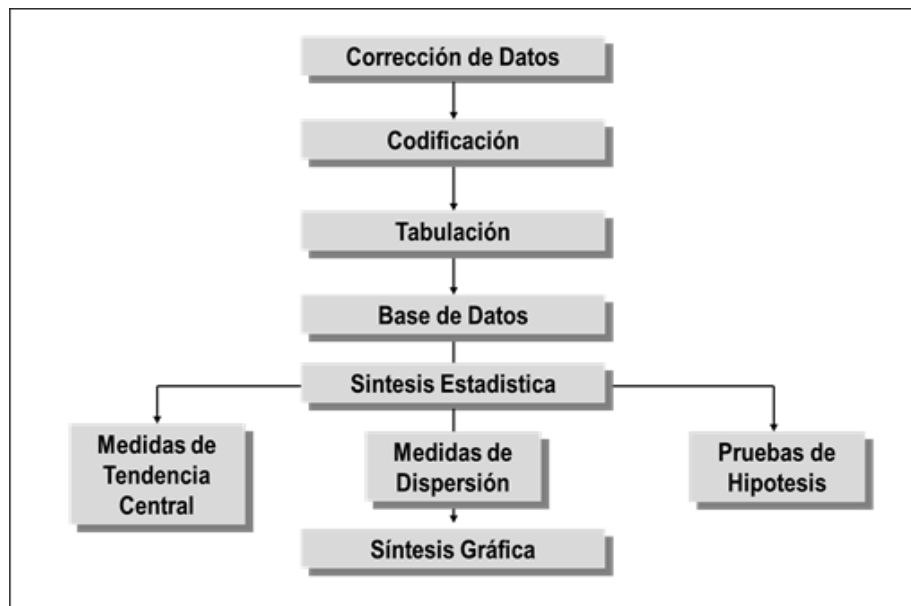 Corrección de Datos
Codificación
Tabulación
Base de Datos
Sintesis Estadistica
Medidas de
Tendencia
Central
Medidas de
Dispersión
Pruebas de
Hipotesis
Síntesis Gráfica